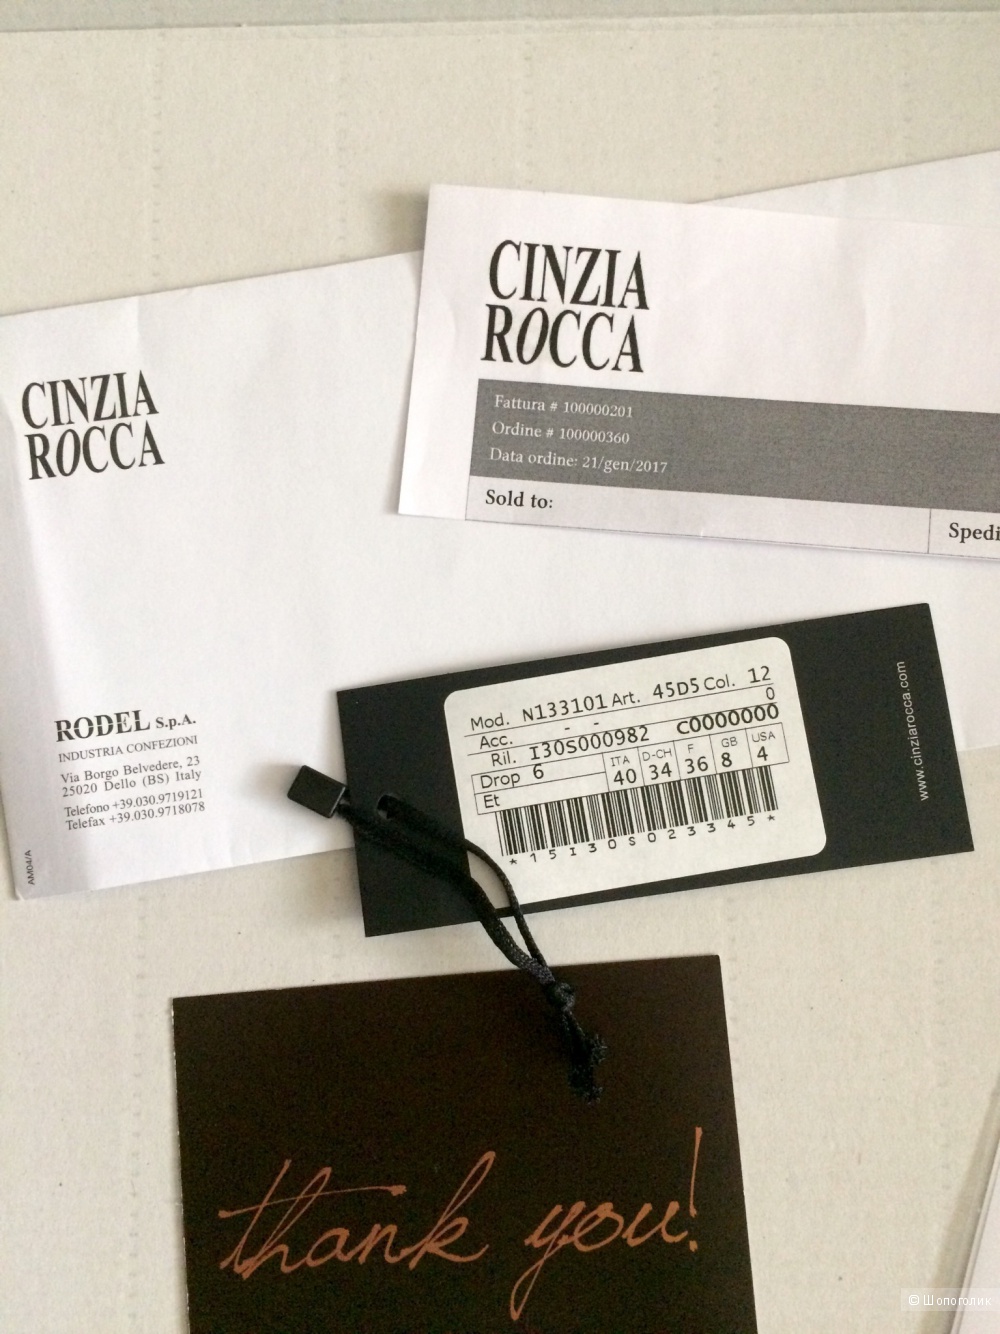 CINZIA
ROCCA
Fattura # 100000201
Ordine # 100000360
Data ordine: 21/gen/2017
Sold to:
Spedi
CINZIA
ROCCA
RODEL S.p.A.
INDUSTRIA CONFEZIONI
Via Borgo Belvedere, 23
25020 Dello (BS) Italy
Telefono +39.030.9719121
Telefax +39.030.9718078
AM04/A
Mod. N133101 Art. 45D5 Col. 12
Acc. - 0
Ril. I30S000982 C0000000
Drop 6 ITA 40 D-CH 34 F 36 GB 8 USA 4
Et
*15I30S023345*
www.cinziarocca.com
thank you!
© Шопоголик